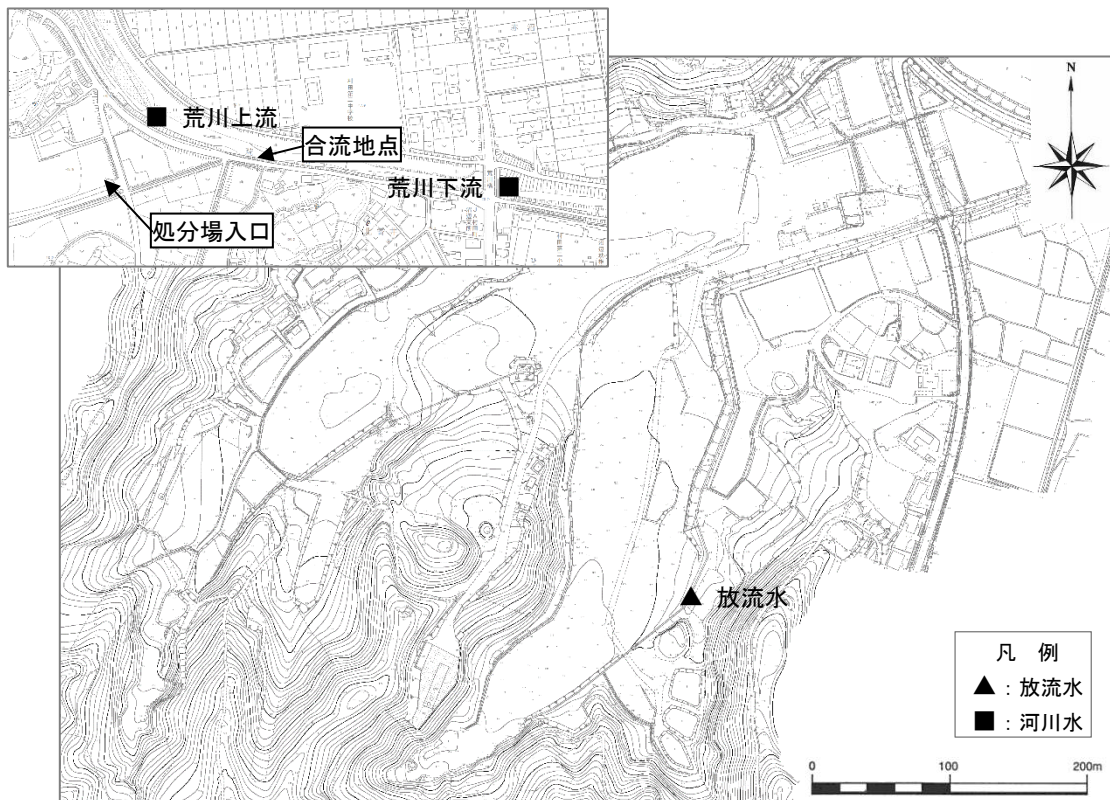 荒川上流
合流地点
荒川下流
処分場入口
N
放流水
凡 例
▲ : 放流水
■ : 河川水
0 100 200m